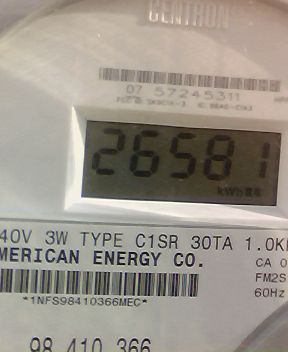 CENTRON
07 57245311
26581
kWh
40V 3W TYPE C1SR 30TA 1.0K
MERICAN ENERGY CO.
CA 0
FM2S
60Hz
*1NFS98410366MEC*
98 410 366